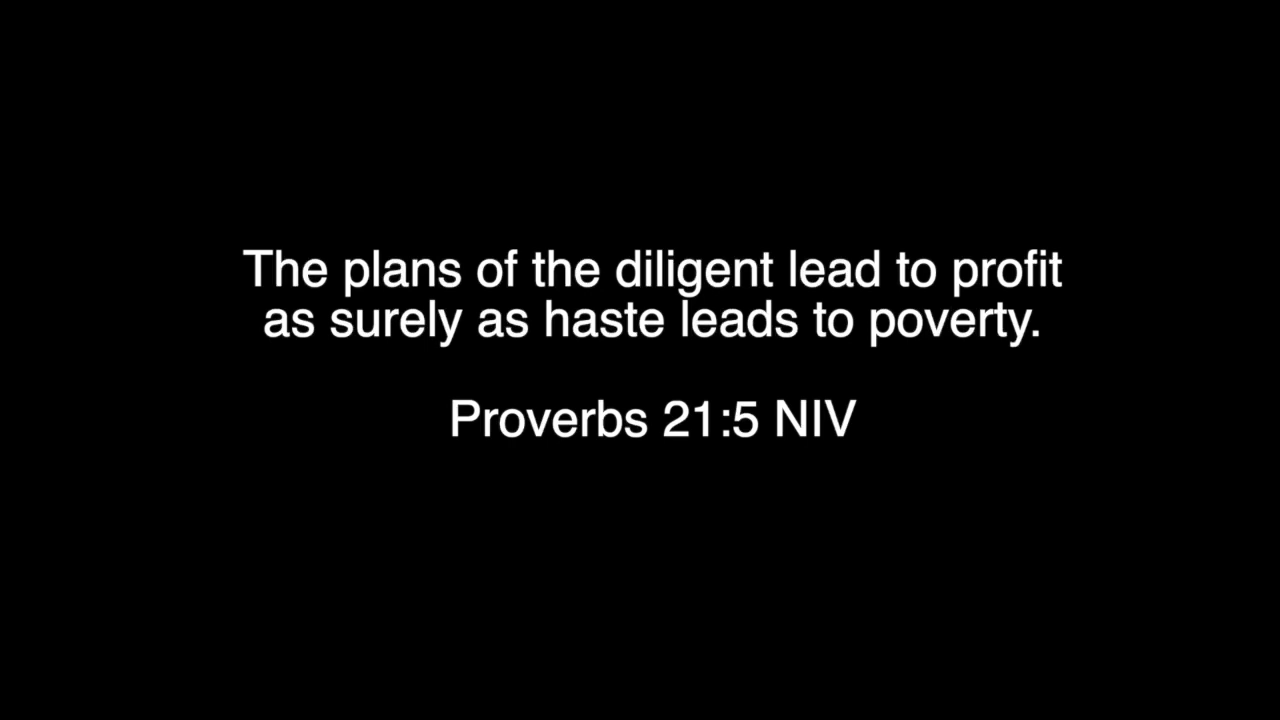 The plans of the diligent lead to profit
as surely as haste leads to poverty.
Proverbs 21:5 NIV